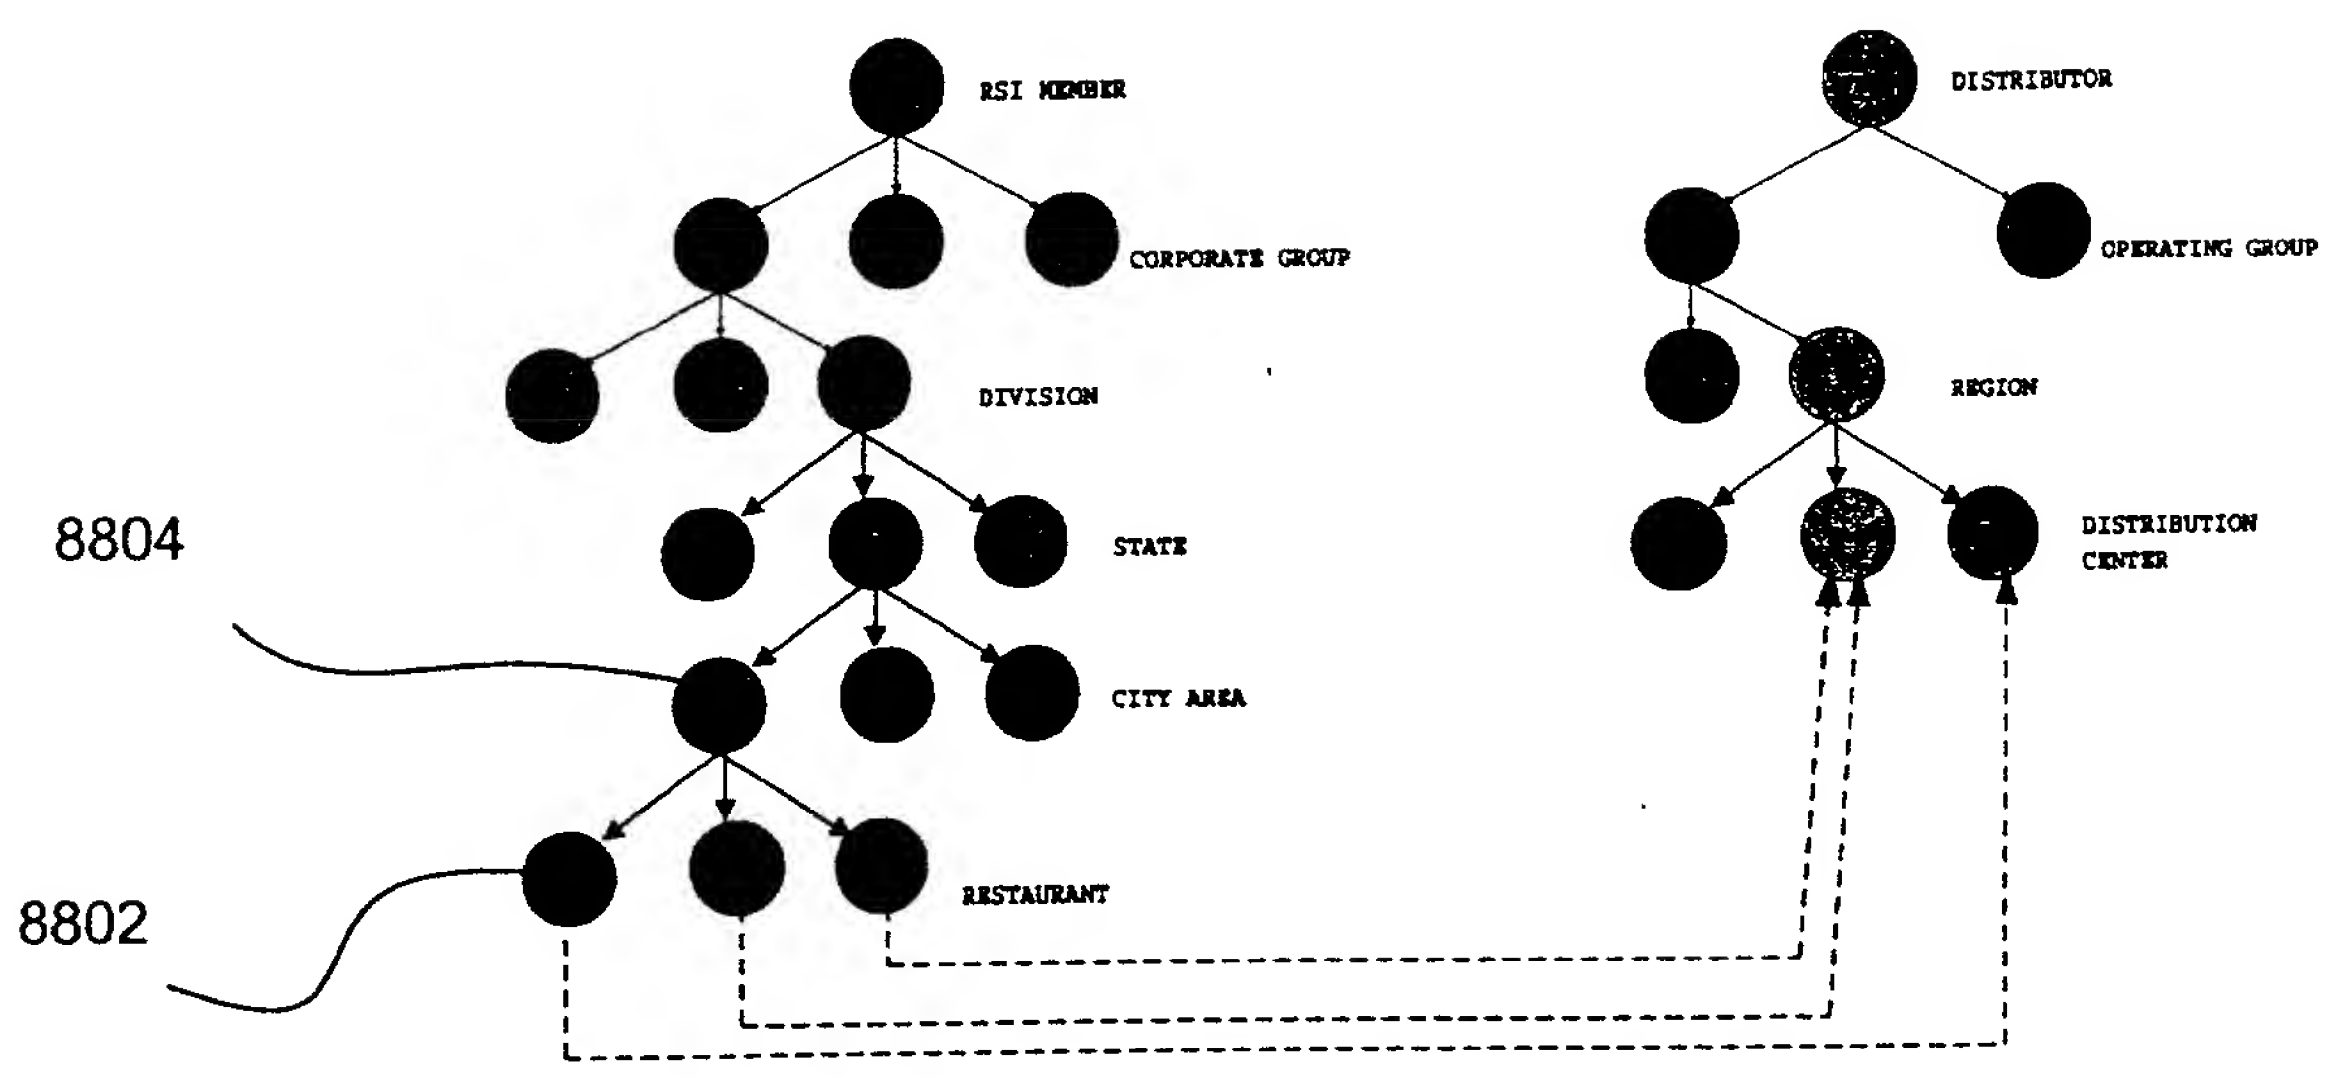 RSI MEMBER
DISTRIBUTOR
CORPORATE GROUP
OPERATING GROUP
DIVISION
REGION
8804
STATE
DISTRIBUTION
CENTER
CITY AREA
8802
RESTAURANT